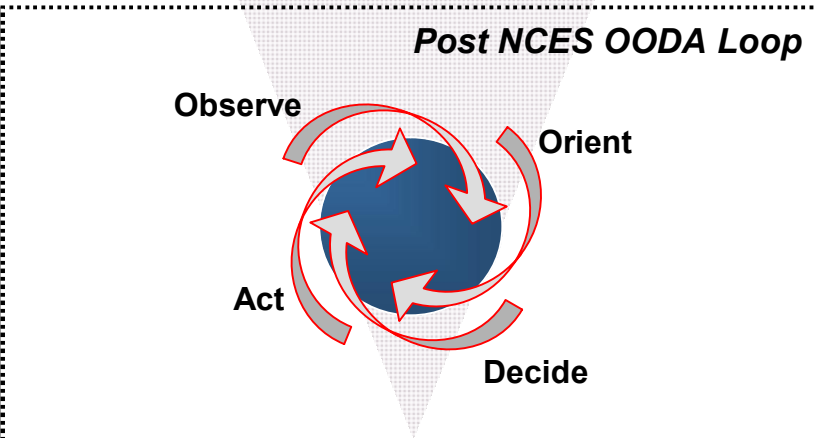 Post NCES OODA Loop
Observe
Orient
Act
Decide